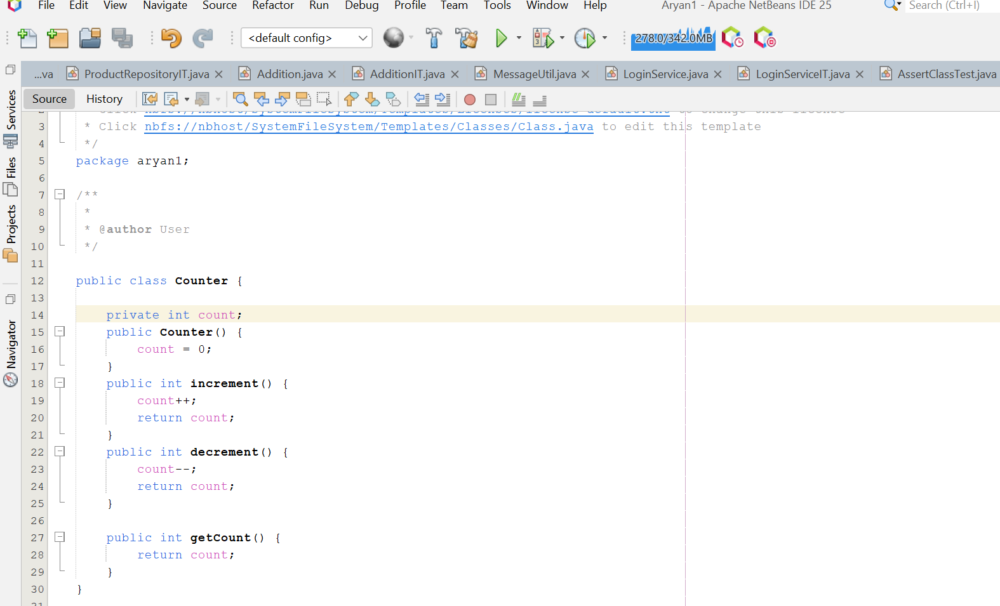 File Edit View Navigate Source Refactor Run Debug Profile Team Tools Window Help Aryan1 - Apache NetBeans IDE 25 Search (Ctrl+I)
<default config> 278.0/342.0MB
...va ProductRepositoryIT.java Addition.java AdditionIT.java MessageUtil.java LoginService.java LoginServiceIT.java AssertClassTest.java
Source History
Services
Files
Projects
Navigator
3 * Click nbfs://nbhost/SystemFileSystem/Templates/Classes/Class.java to edit this template
4 */
5 package aryan1;
6
7 /**
8 *
9 * @author User
10 */
11
12 public class Counter {
13
14 private int count;
15 public Counter() {
16 count = 0;
17 }
18 public int increment() {
19 count++;
20 return count;
21 }
22 public int decrement() {
23 count--;
24 return count;
25 }
26
27 public int getCount() {
28 return count;
29 }
30 }